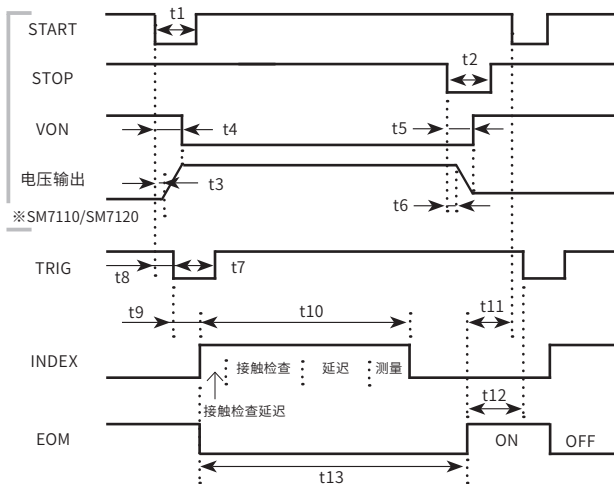 t1
START
t2
STOP
VON
t4
t5
电压输出
t3
t6
※SM7110/SM7120
TRIG
t8
t7
t9
t10
t11
INDEX
接触检查
延迟
测量
t12
接触检查延迟
EOM
ON
OFF
t13